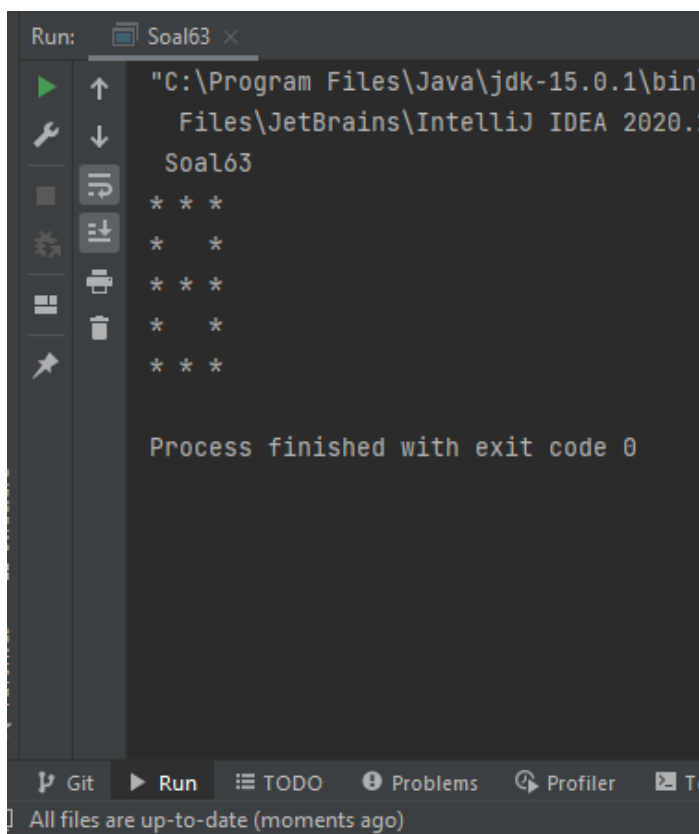 Run: Soal63
"C:\Program Files\Java\jdk-15.0.1\bin\
Files\JetBrains\IntelliJ IDEA 2020.
Soal63
* * *
*   *
* * *
*   *
* * *
Process finished with exit code 0
Git Run TODO Problems Profiler
All files are up-to-date (moments ago)